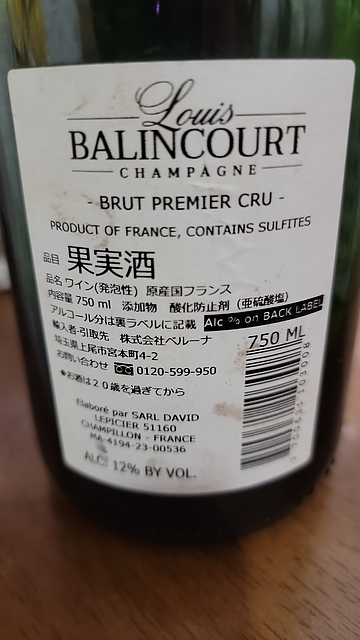 Louis
BALINCOURT
CHAMPAGNE
- BRUT PREMIER CRU -
PRODUCT OF FRANCE, CONTAINS SULFITES
品目 果実酒
品名 ワイン(発泡性) 原産国フランス
内容量 750 ml 添加物 酸化防止剤（亜硫酸塩）
アルコール分は裏ラベルに記載 Alc % on BACK LABEL
輸入者・引取先 株式会社ベルーナ 750 ML
埼玉県上尾市宮本町4-2
お問い合わせ 0120-599-950
●お酒は20歳を過ぎてから
Elaboré par SARL DAVID
LEPICIER 51160
CHAMPILLON - FRANCE
MA-4194-23-00536
ALC. 12% BY VOL.